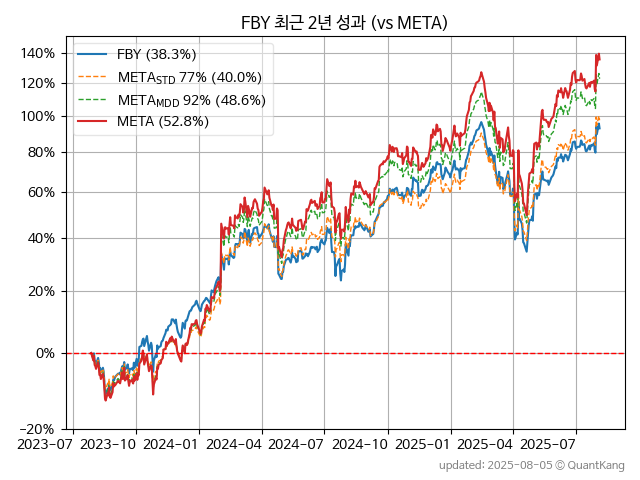 FBY 최근 2년 성과 (vs META)
FBY (38.3%)
META_STD 77% (40.0%)
META_MDD 92% (48.6%)
META (52.8%)
140%
120%
100%
80%
60%
40%
20%
0%
−20%
2023-07 2023-10 2024-01 2024-04 2024-07 2024-10 2025-01 2025-04 2025-07
updated: 2025-08-05 © QuantKang